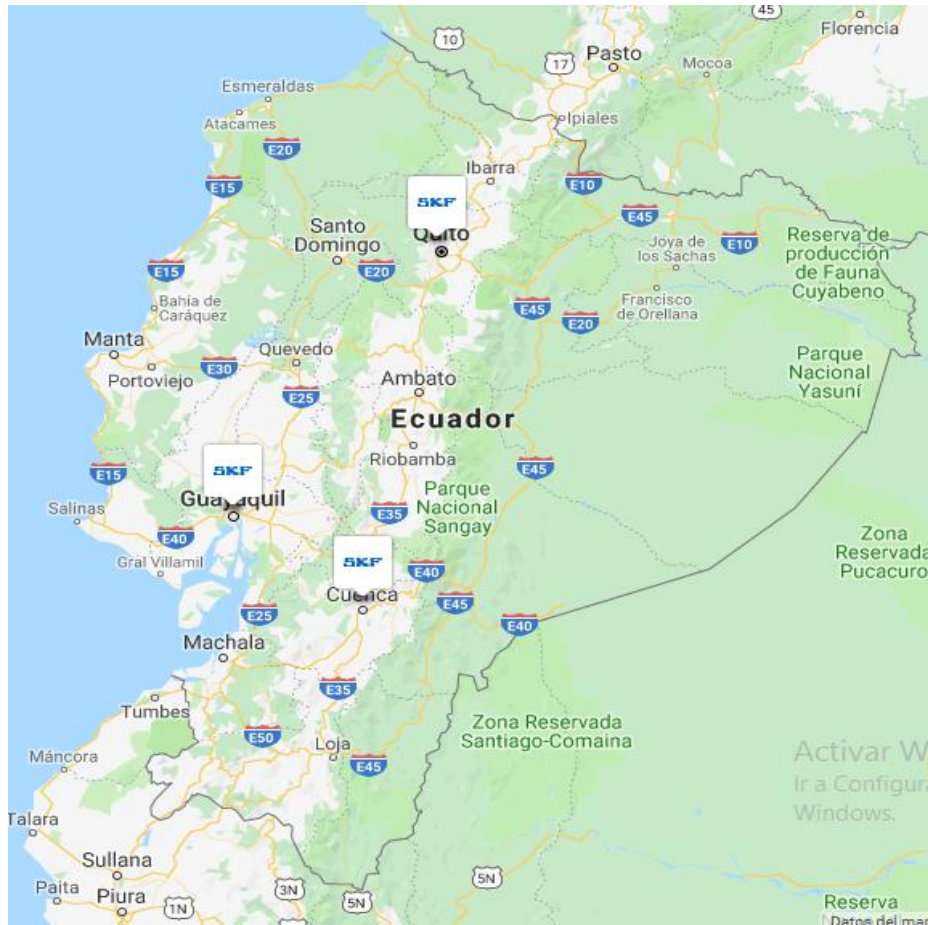 45
Florencia
10
Pasto
17
Mocoa
Esmeraldas
Atacames
Ipiales
E20
Ibarra
E15
E10
SKF
Santo
Domingo
Quito
E45
Joya de
los Sachas
E10
Reserva de
producción
de Fauna
Cuyabeno
E15
E20
Bahía de
Caráquez
E45
Francisco
de Orellana
E20
Manta
Quevedo
Portoviejo
E30
Parque
Nacional
Yasuní
E25
Ambato
Ecuador
Riobamba
E15
SKF
E45
Guayaquil
Parque
Nacional
Sangay
Salinas
E35
E40
Zona
Reservada
Pucacuro
Gral Villamil
SKF
E40
Cuenca
E25
E45
E40
Machala
E35
Tumbes
Zona Reservada
Santiago-Comaina
E50
Loja
E45
Máncora
Activar W
Ir a Configura
Windows.
Talara
Sullana
5N
Paita
Piura
1N
3N
5N
Reserva
Datos del map